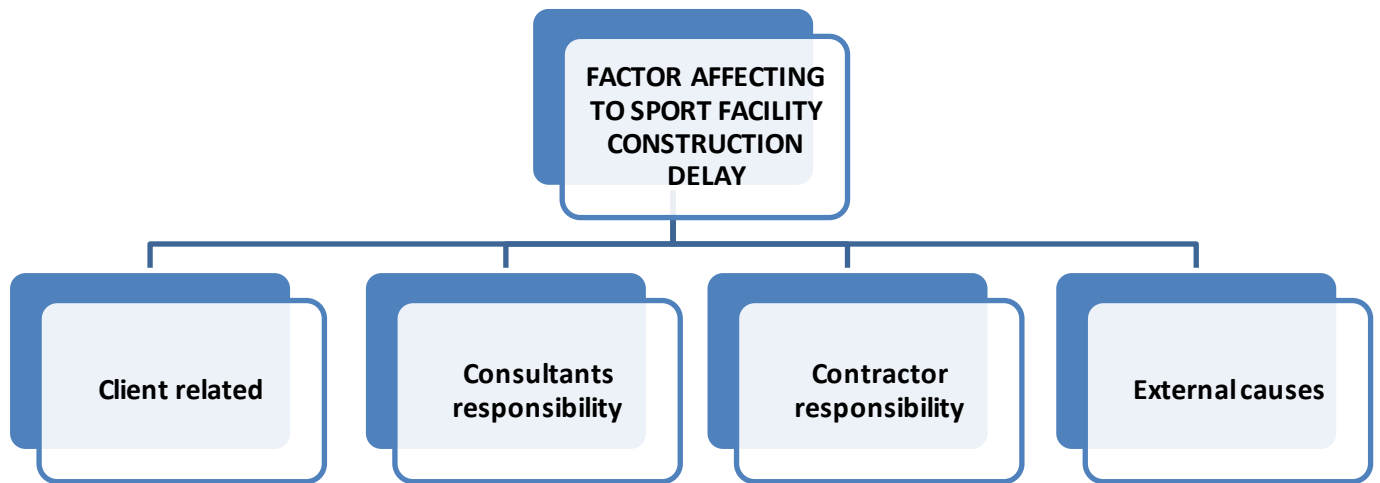 FACTOR AFFECTING
TO SPORT FACILITY
CONSTRUCTION
DELAY
Client related
Consultants
responsibility
Contractor
responsibility
External causes